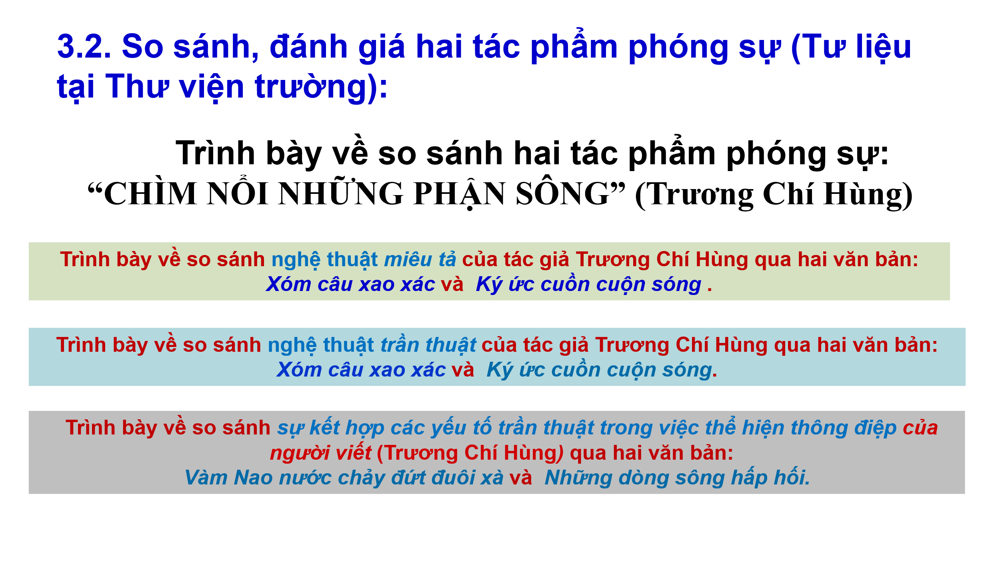 3.2. So sánh, đánh giá hai tác phẩm phóng sự (Tư liệu
tại Thư viện trường):
Trình bày về so sánh hai tác phẩm phóng sự:
“CHÌM NỔI NHỮNG PHẬN SÔNG” (Trương Chí Hùng)
Trình bày về so sánh nghệ thuật miêu tả của tác giả Trương Chí Hùng qua hai văn bản:
Xóm câu xao xác và  Ký ức cuồn cuộn sóng .
Trình bày về so sánh nghệ thuật trần thuật của tác giả Trương Chí Hùng qua hai văn bản:
Xóm câu xao xác và  Ký ức cuồn cuộn sóng.
Trình bày về so sánh sự kết hợp các yếu tố trần thuật trong việc thể hiện thông điệp của
người viết (Trương Chí Hùng) qua hai văn bản:
Vàm Nao nước chảy đứt đuôi xà và  Những dòng sông hấp hối.